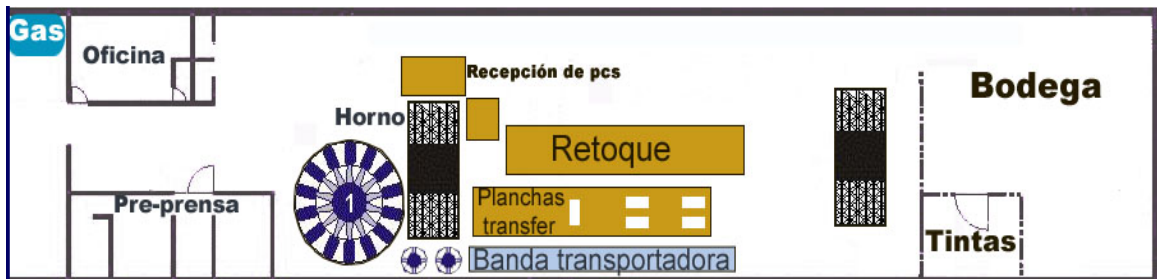 Gas
Oficina
Recepción de pcs
Bodega
Horno
Retoque
1
Pre-prensa
Planchas
transfer
Tintas
Banda transportadora